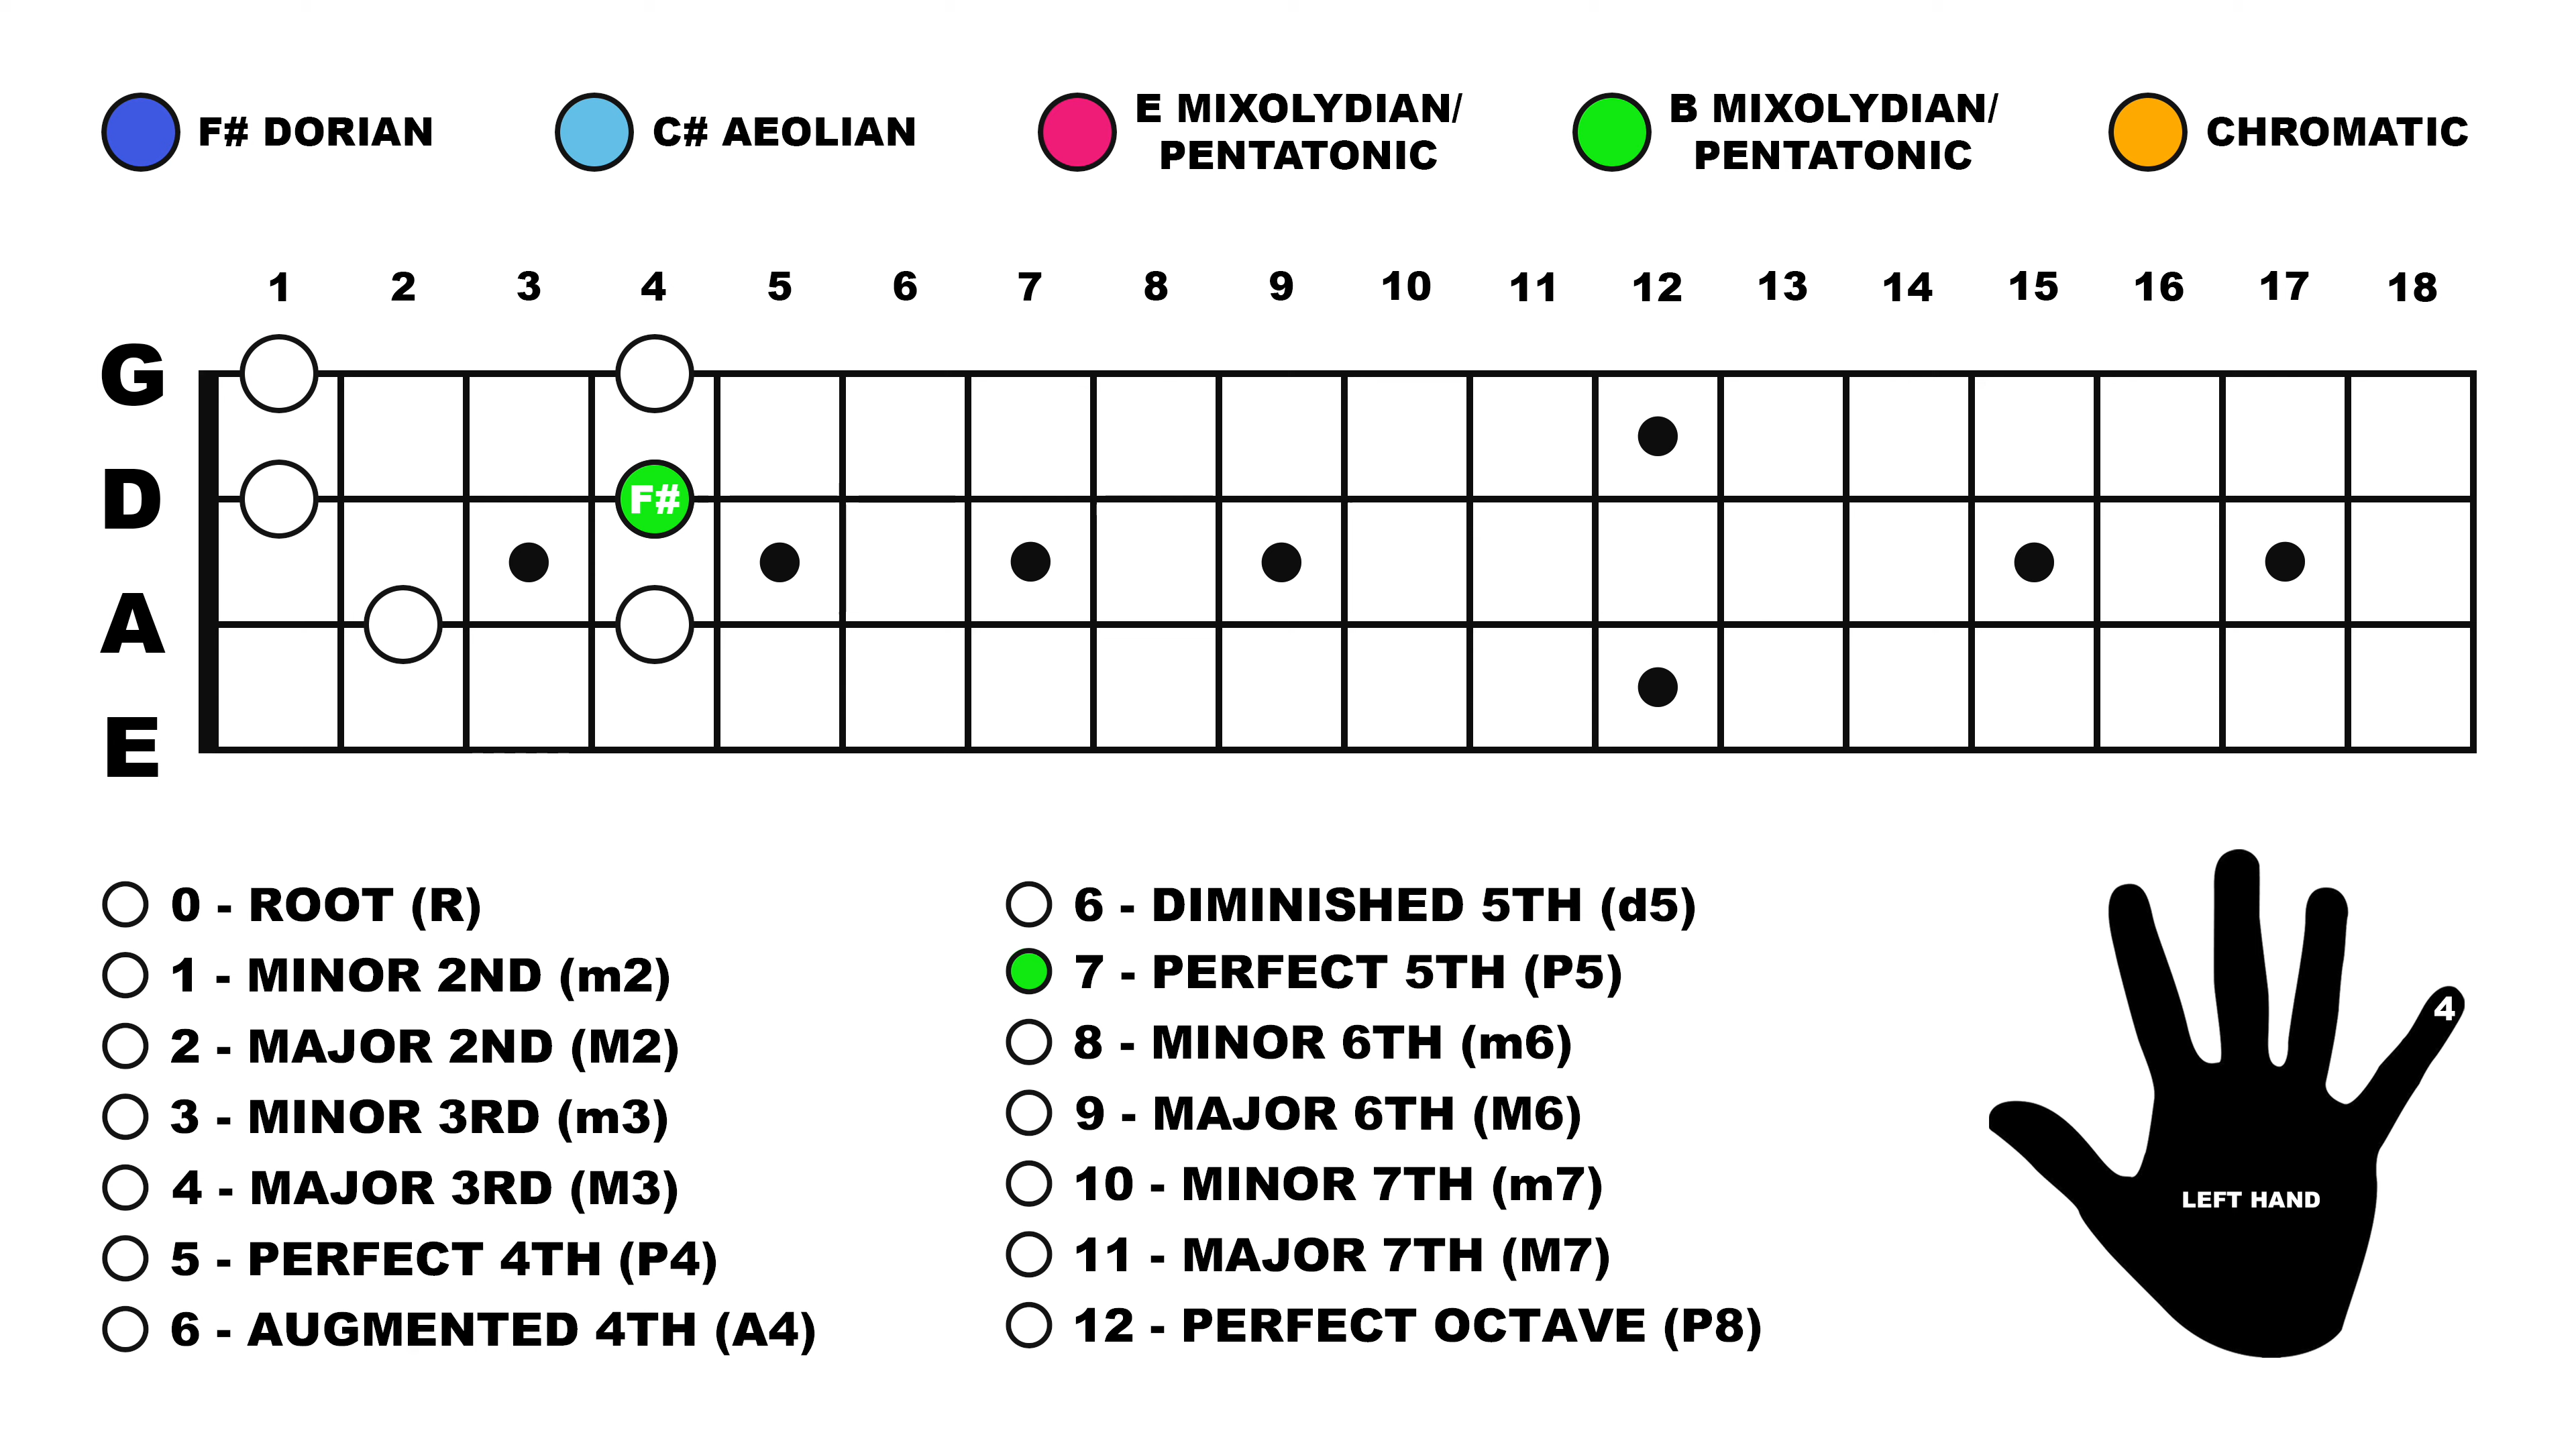 F# DORIAN
C# AEOLIAN
E MIXOLYDIAN/
PENTATONIC
B MIXOLYDIAN/
PENTATONIC
CHROMATIC
1 2 3 4 5 6 7 8 9 10 11 12 13 14 15 16 17 18
G
D
F#
A
E
0 - ROOT (R)
1 - MINOR 2ND (m2)
2 - MAJOR 2ND (M2)
3 - MINOR 3RD (m3)
4 - MAJOR 3RD (M3)
5 - PERFECT 4TH (P4)
6 - AUGMENTED 4TH (A4)
6 - DIMINISHED 5TH (d5)
7 - PERFECT 5TH (P5)
8 - MINOR 6TH (m6)
9 - MAJOR 6TH (M6)
10 - MINOR 7TH (m7)
11 - MAJOR 7TH (M7)
12 - PERFECT OCTAVE (P8)
4
LEFT HAND